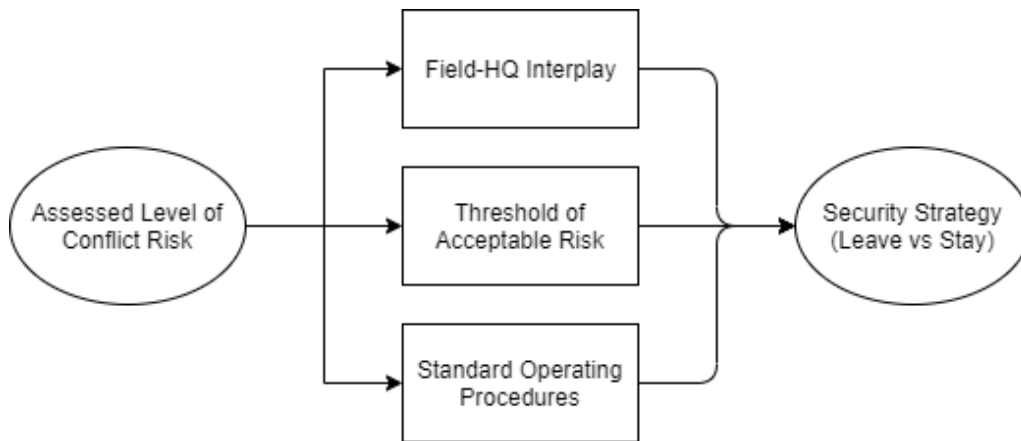 Field-HQ Interplay
Assessed Level of
Conflict Risk
Threshold of
Acceptable Risk
Security Strategy
(Leave vs Stay)
Standard Operating
Procedures